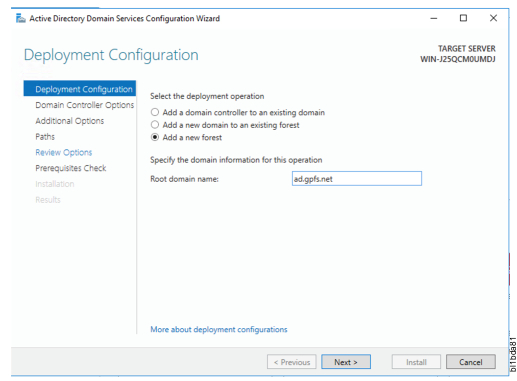 Active Directory Domain Services Configuration Wizard
Deployment Configuration
TARGET SERVER
WIN-J25QCM0UMDJ
Deployment Configuration
Domain Controller Options
Additional Options
Paths
Review Options
Prerequisites Check
Installation
Results
Select the deployment operation
Add a domain controller to an existing domain
Add a new domain to an existing forest
Add a new forest
Specify the domain information for this operation
Root domain name: ad.gpfs.net
More about deployment configurations
< Previous Next > Install Cancel
bl1bda81